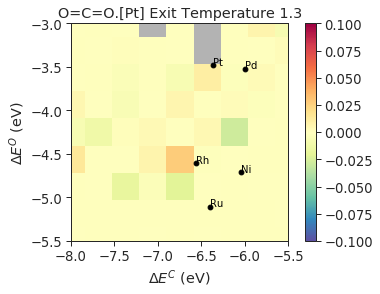 O=C=O.[Pt] Exit Temperature 1.3
−3.0
−3.5
−4.0
−4.5
−5.0
−5.5
ΔE^O (eV)
Pt
Pd
Rh
Ni
Ru
−8.0 −7.5 −7.0 −6.5 −6.0 −5.5
ΔE^C (eV)
0.100
0.075
0.050
0.025
0.000
−0.025
−0.050
−0.075
−0.100